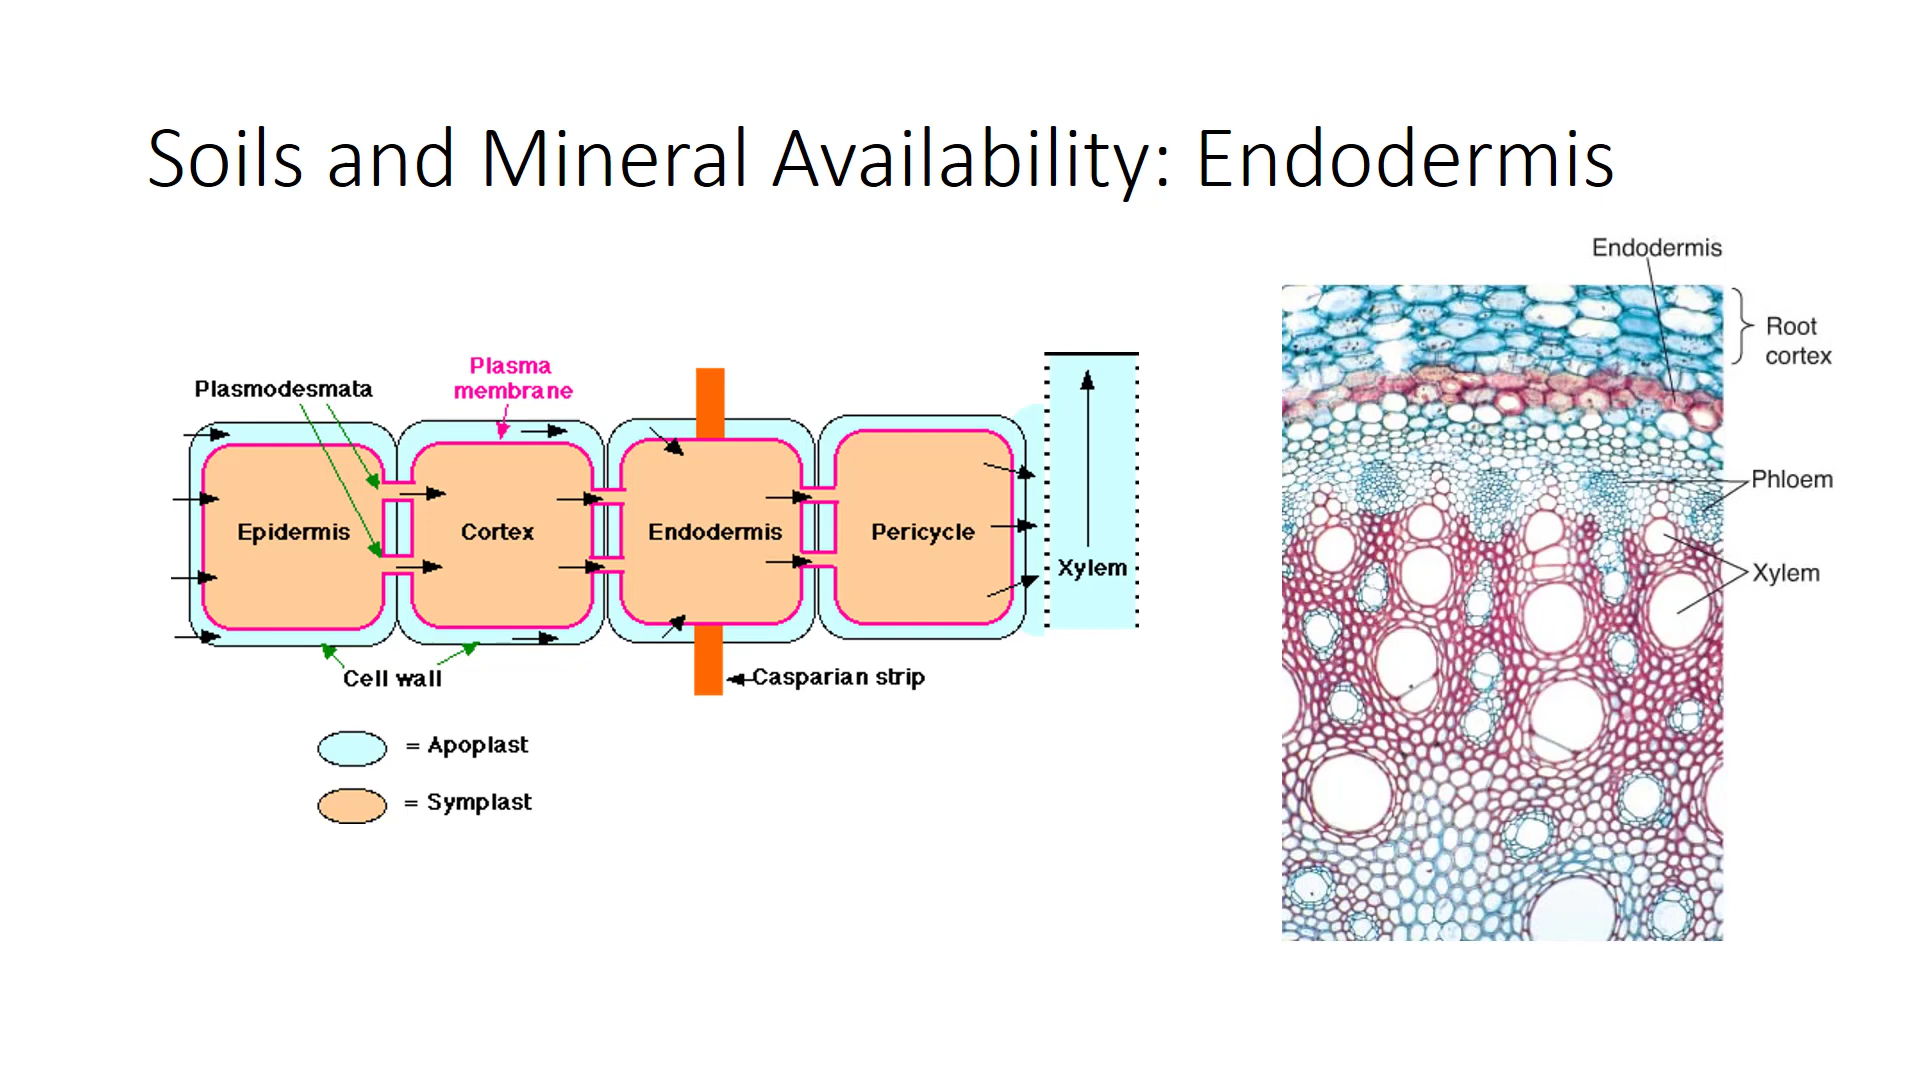 Soils and Mineral Availability: Endodermis
Plasmodesmata
Plasma
membrane
Epidermis
Cortex
Endodermis
Pericycle
Xylem
Cell wall
Casparian strip
= Apoplast
= Symplast
Endodermis
Root
cortex
Phloem
Xylem